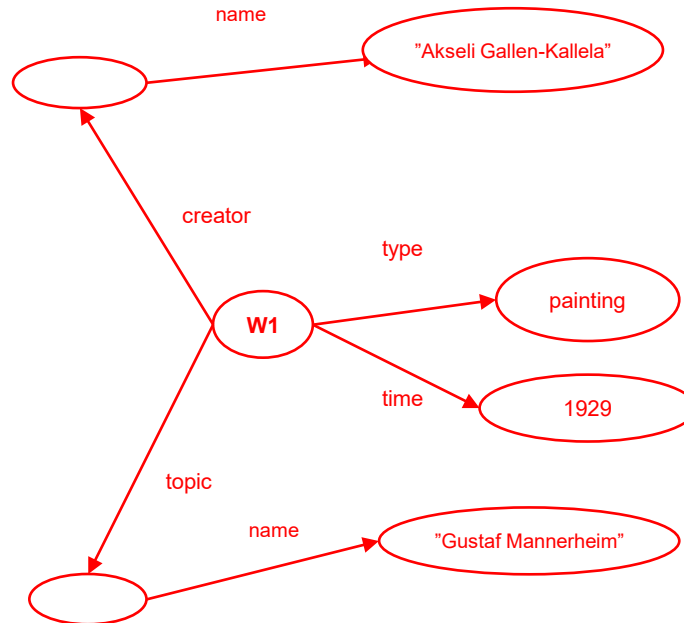 name
”Akseli Gallen-Kallela”
creator
type
W1
painting
time
1929
topic
name
”Gustaf Mannerheim”